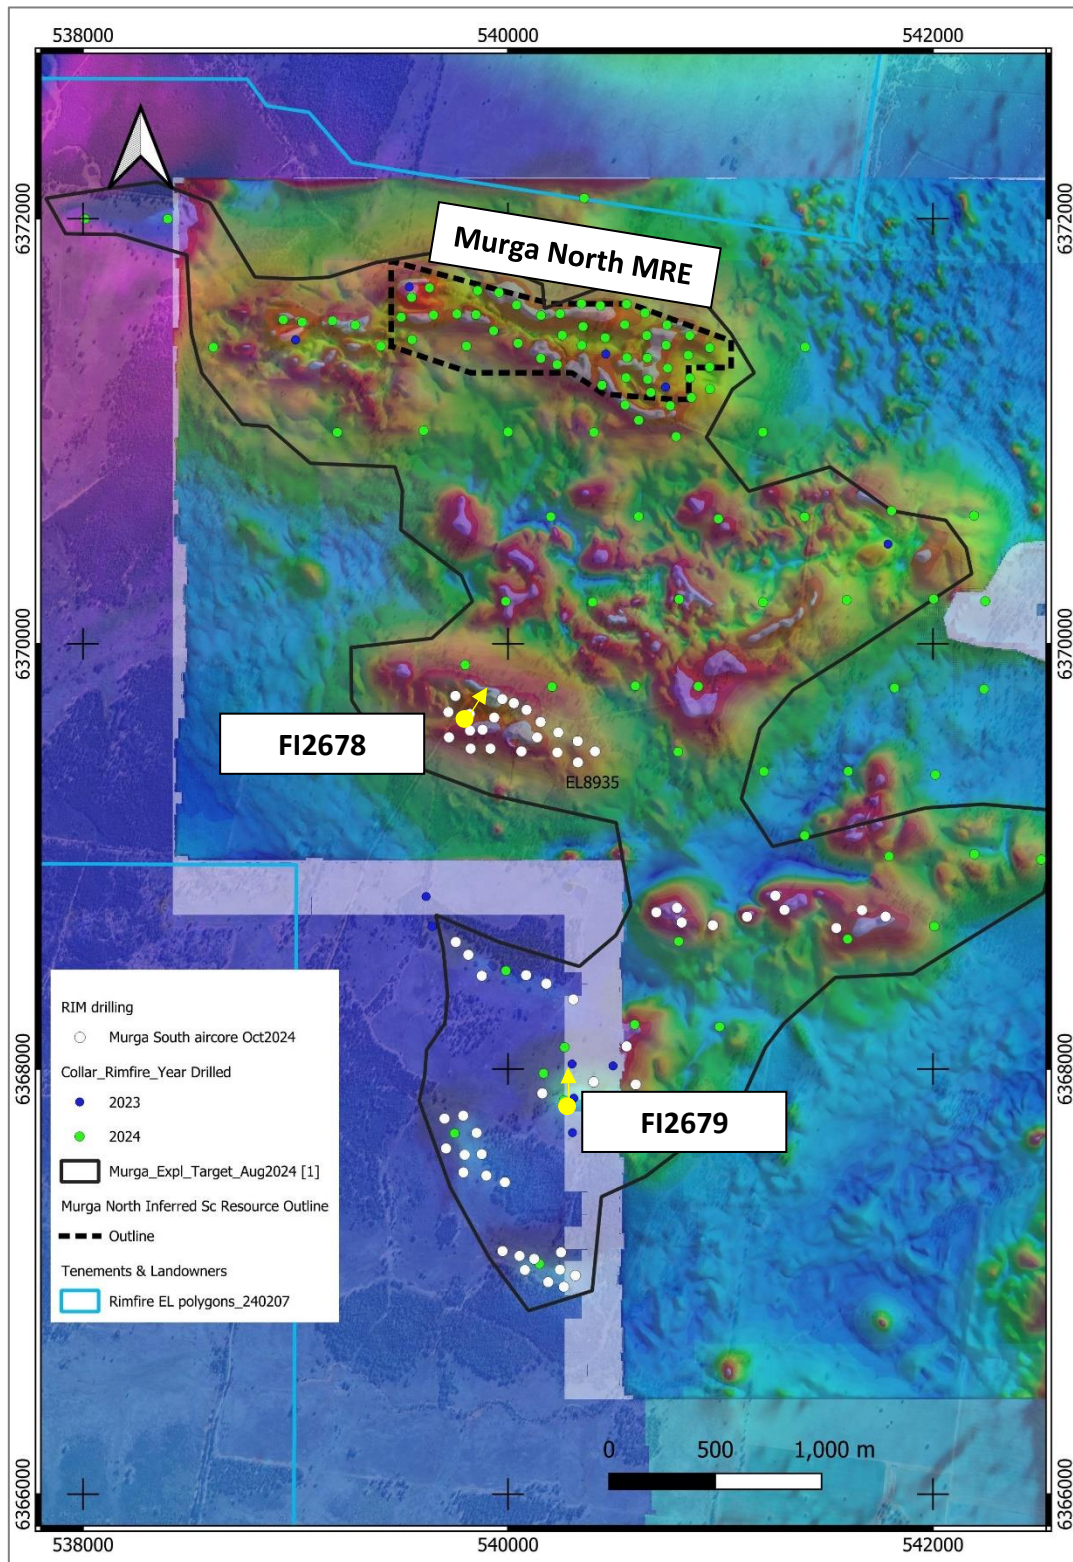 538000
540000
542000
6372000
6372000
Murga North MRE
6370000
6370000
FI2678
EL8935
6368000
6368000
FI2679
RIM drilling
Murga South aircore Oct2024
Collar_Rimfire_Year Drilled
2023
2024
Murga_Expl_Target_Aug2024 [1]
Murga North Inferred Sc Resource Outline
Outline
Tenements & Landowners
Rimfire EL polygons_240207
0 500 1,000 m
6366000
6366000
538000
540000
542000